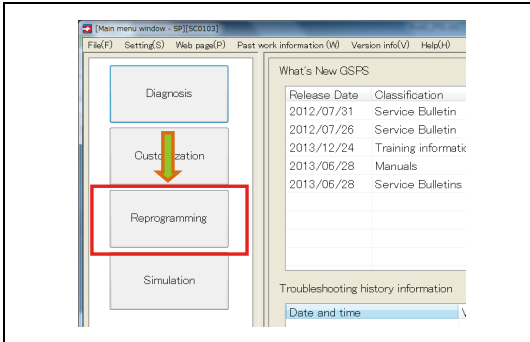 [Main menu window - SP][SC0103]
File(F) Setting(S) Web page(P) Past work information (W) Version info(V) Help(H)
Diagnosis
Reprogramming
Simulation
What's New GSPS
Release Date Classification
2012/07/31 Service Bulletin
2012/07/26 Service Bulletin
2013/12/24 Training informatic
2013/06/28 Manuals
2013/06/28 Service Bulletins
Troubleshooting history information
Date and time